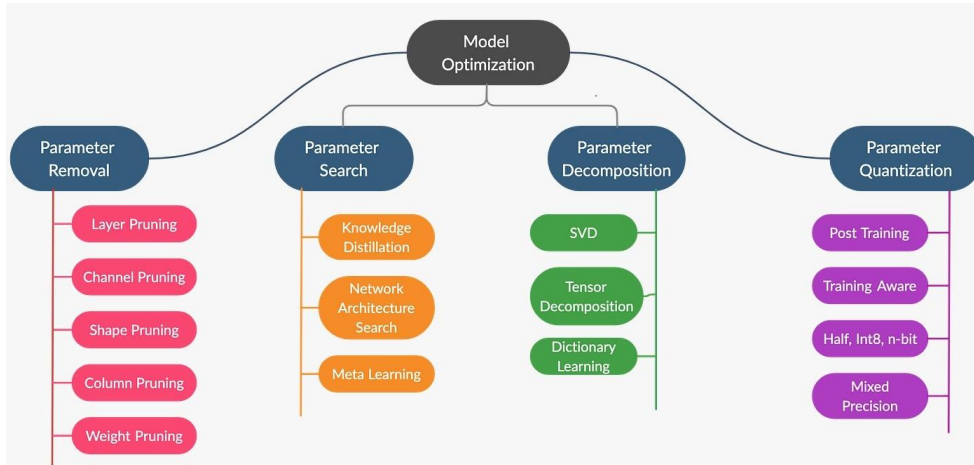 Model
Optimization
Parameter
Removal
Parameter
Search
Parameter
Decomposition
Parameter
Quantization
Layer Pruning
Channel Pruning
Shape Pruning
Column Pruning
Weight Pruning
Knowledge
Distillation
Network
Architecture
Search
Meta Learning
SVD
Tensor
Decomposition
Dictionary
Learning
Post Training
Training Aware
Half, Int8, n-bit
Mixed
Precision